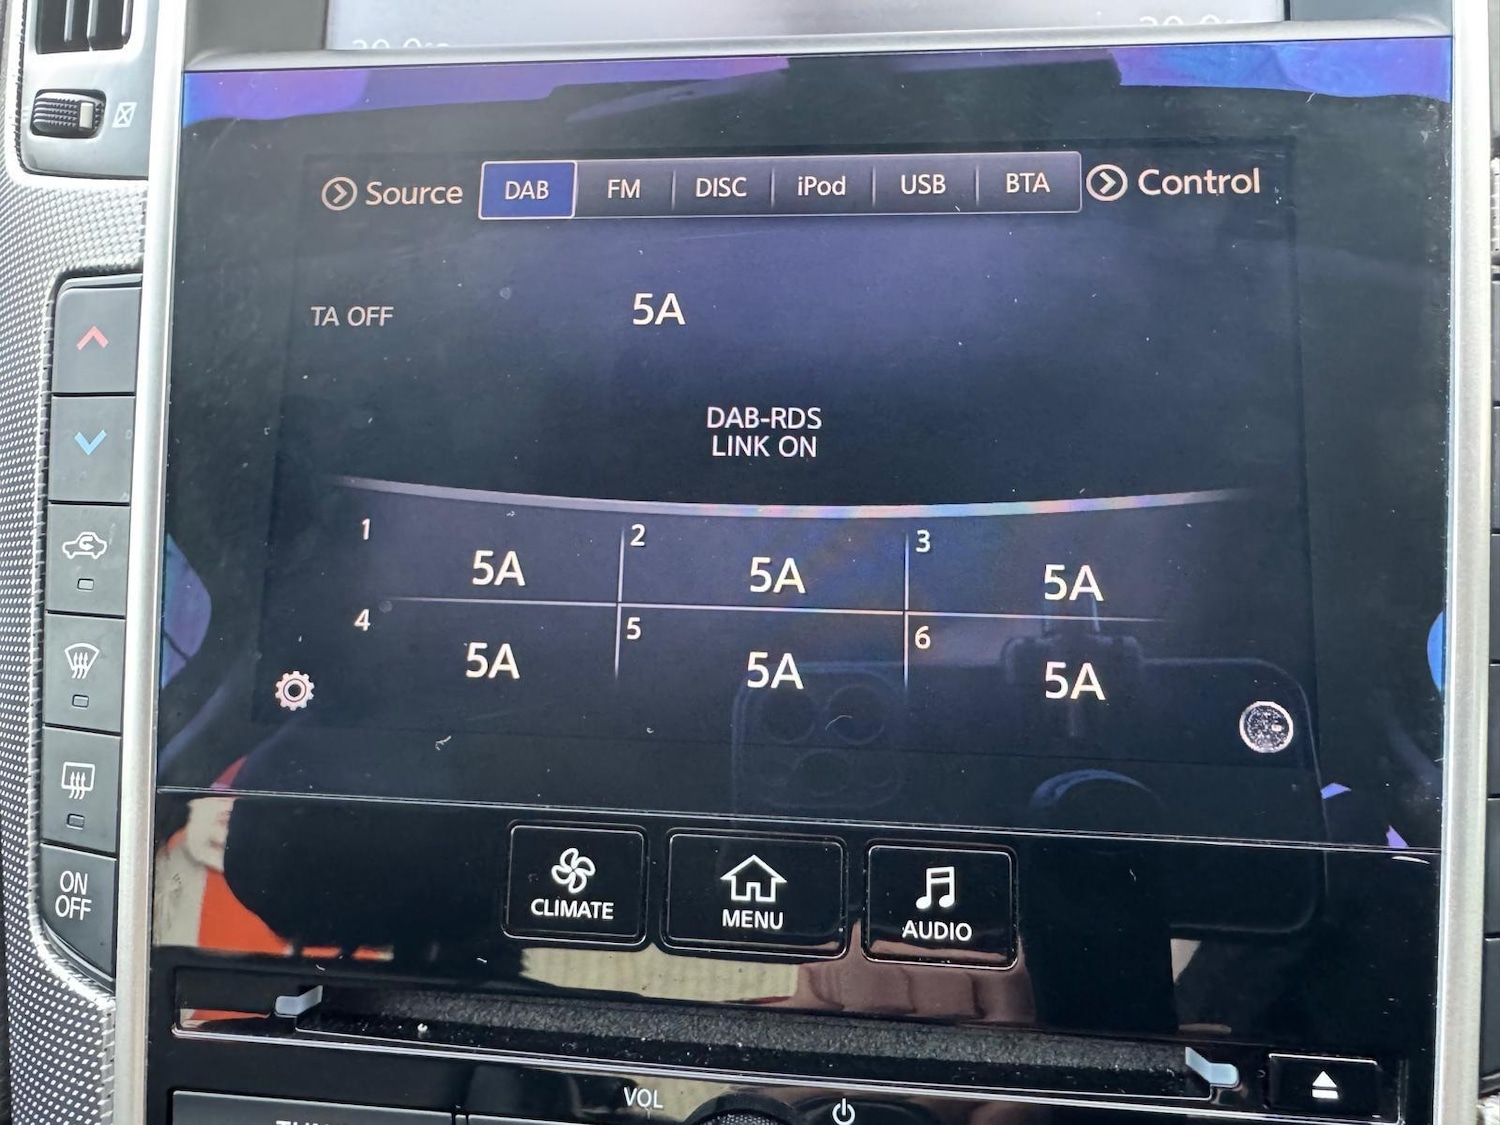 Source DAB FM DISC iPod USB BTA Control
TA OFF 5A
DAB-RDS
LINK ON
1 5A 2 5A 3 5A
4 5A 5 5A 6 5A
ON
OFF
CLIMATE MENU AUDIO
VOL